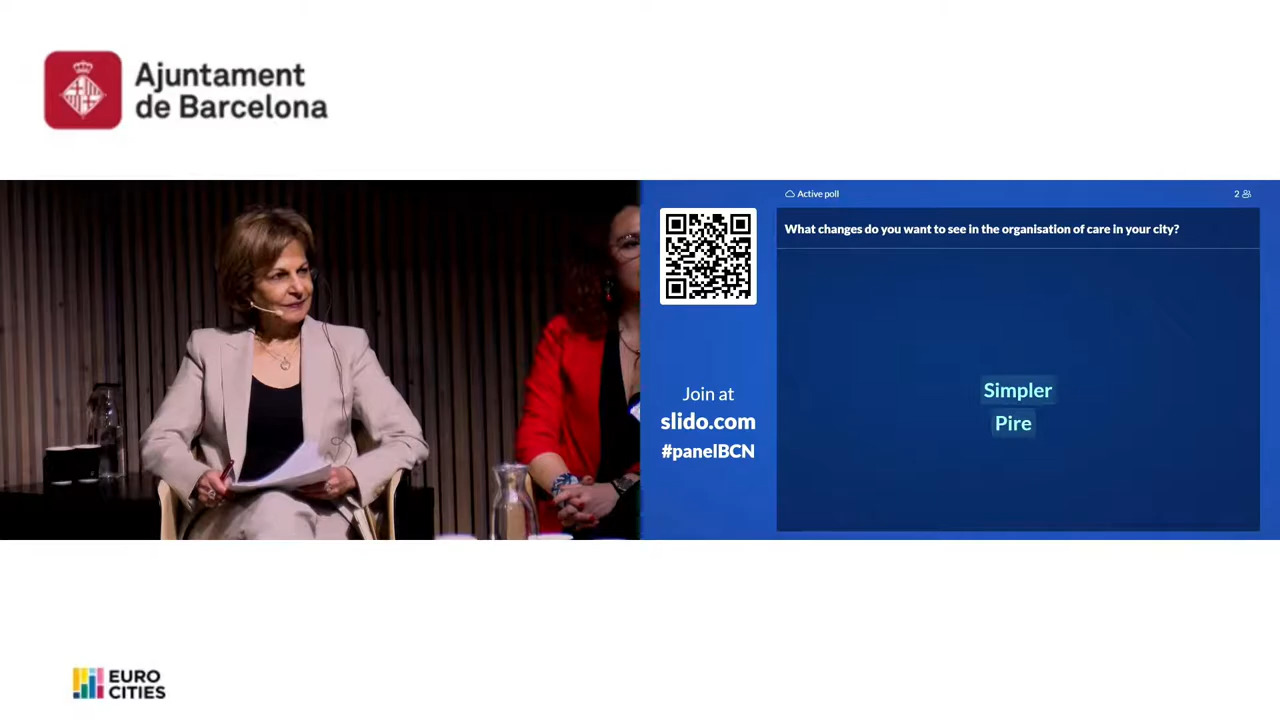 Ajuntament
de Barcelona
Active poll
2
What changes do you want to see in the organisation of care in your city?
Simpler
Pire
Join at
slido.com
#panelBCN
EURO
CITIES